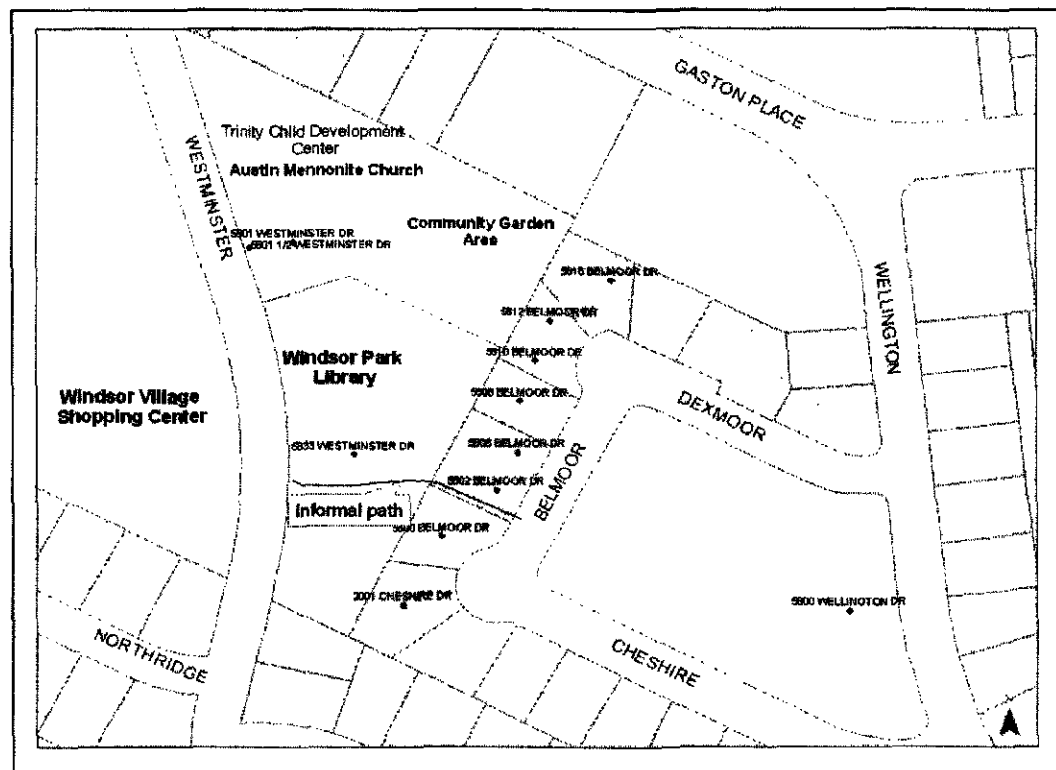 GASTON PLACE
Trinity Child Development
Center
Austin Mennonite Church
WESTMINSTER
Community Garden
Area
5801 WESTMINSTER DR
5801 1/2 WESTMINSTER DR
5816 BELMOOR DR
WELLINGTON
5812 BELMOOR DR
5810 BELMOOR DR
Windsor Park
Library
Windsor Village
Shopping Center
5808 BELMOOR DR
DEXMOOR
5833 WESTMINSTER DR
5806 BELMOOR DR
BELMOOR
5802 BELMOOR DR
Informal path
5800 BELMOOR DR
2001 CHESHIRE DR
5800 WELLINGTON DR
NORTHRIDGE
CHESHIRE